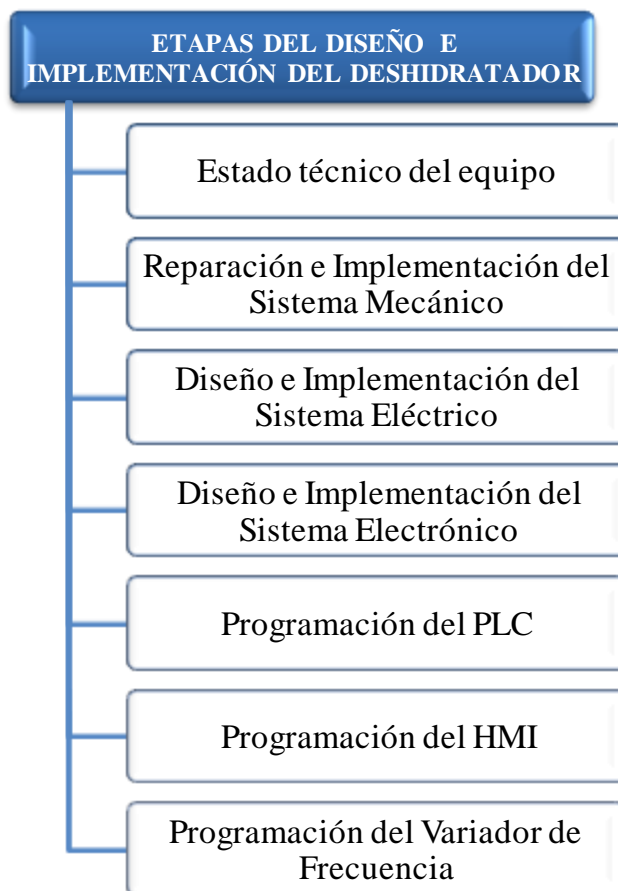 ETAPAS DEL DISEÑO E
IMPLEMENTACIÓN DEL DESHIDRATADOR
Estado técnico del equipo
Reparación e Implementación del
Sistema Mecánico
Diseño e Implementación del
Sistema Eléctrico
Diseño e Implementación del
Sistema Electrónico
Programación del PLC
Programación del HMI
Programación del Variador de
Frecuencia